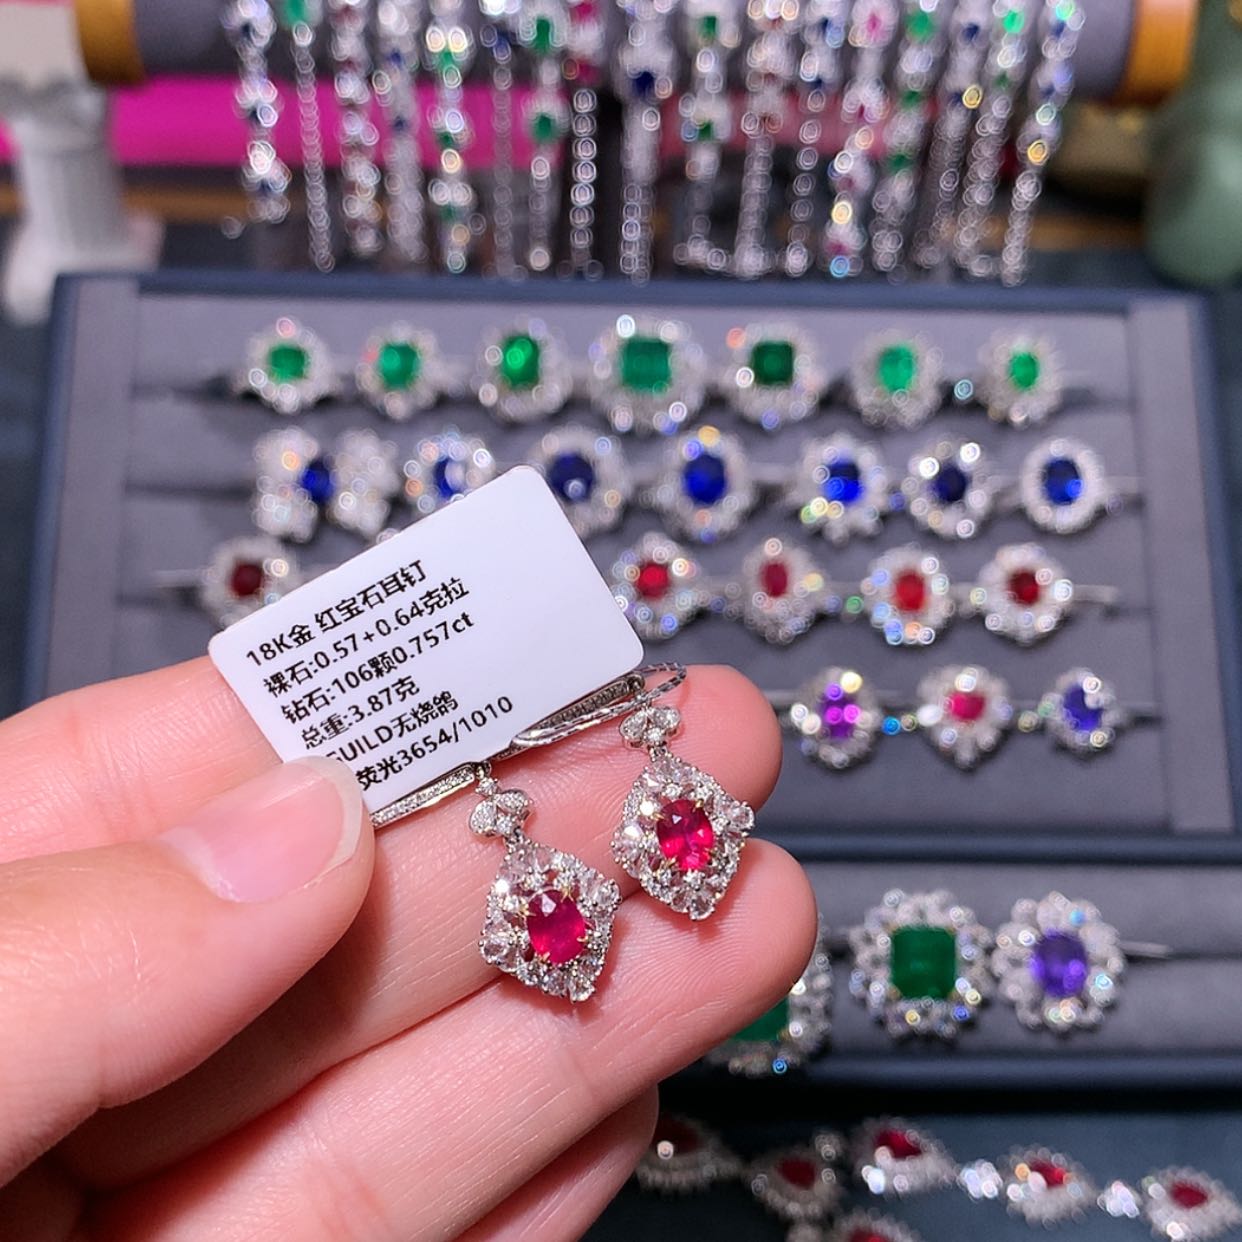 18K金 红宝石耳钉
裸石:0.57+0.64克拉
钻石:106颗0.757ct
总重:3.87克
GUILD无烧鸽
荧光3654/1010